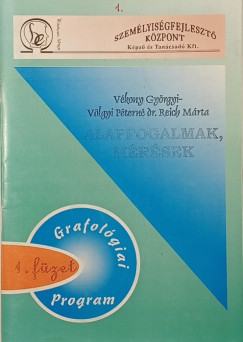 1.
SZEMÉLYISÉGFEJLESZTŐ
KÖZPONT
Képző és Tanácsadó Kft.
Vékony Györgyi-
Völgyi Péterné dr. Reich Márta
ALAPFOGALMAK,
MÉRÉSEK
Grafológiai
1. füzet
Program